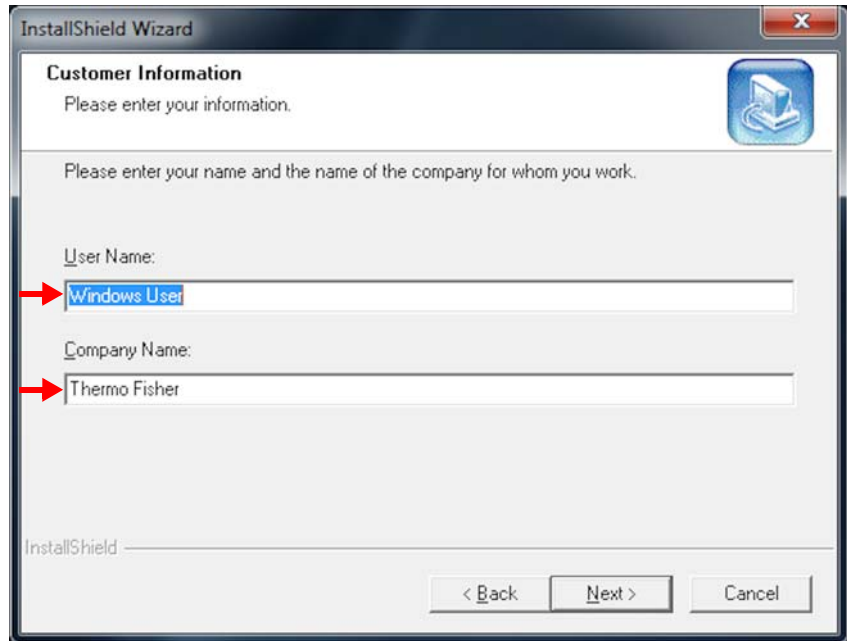 InstallShield Wizard
Customer Information
Please enter your information.
Please enter your name and the name of the company for whom you work.
User Name:
Windows User
Company Name:
Thermo Fisher
InstallShield
< Back Next > Cancel